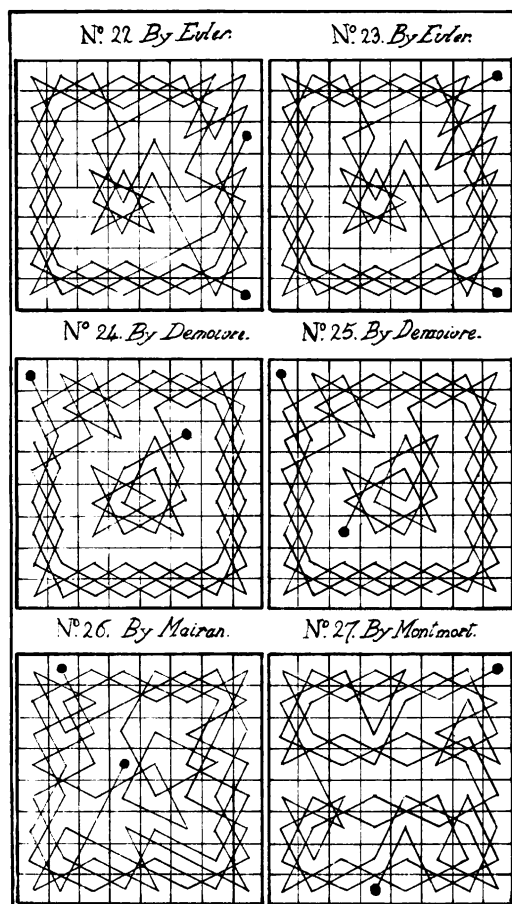 Nº 22 By Euler.
Nº 23. By Euler.
Nº 24. By Demoivre.
Nº 25. By Demoivre.
Nº 26. By Mairan.
Nº 27. By Montmort.